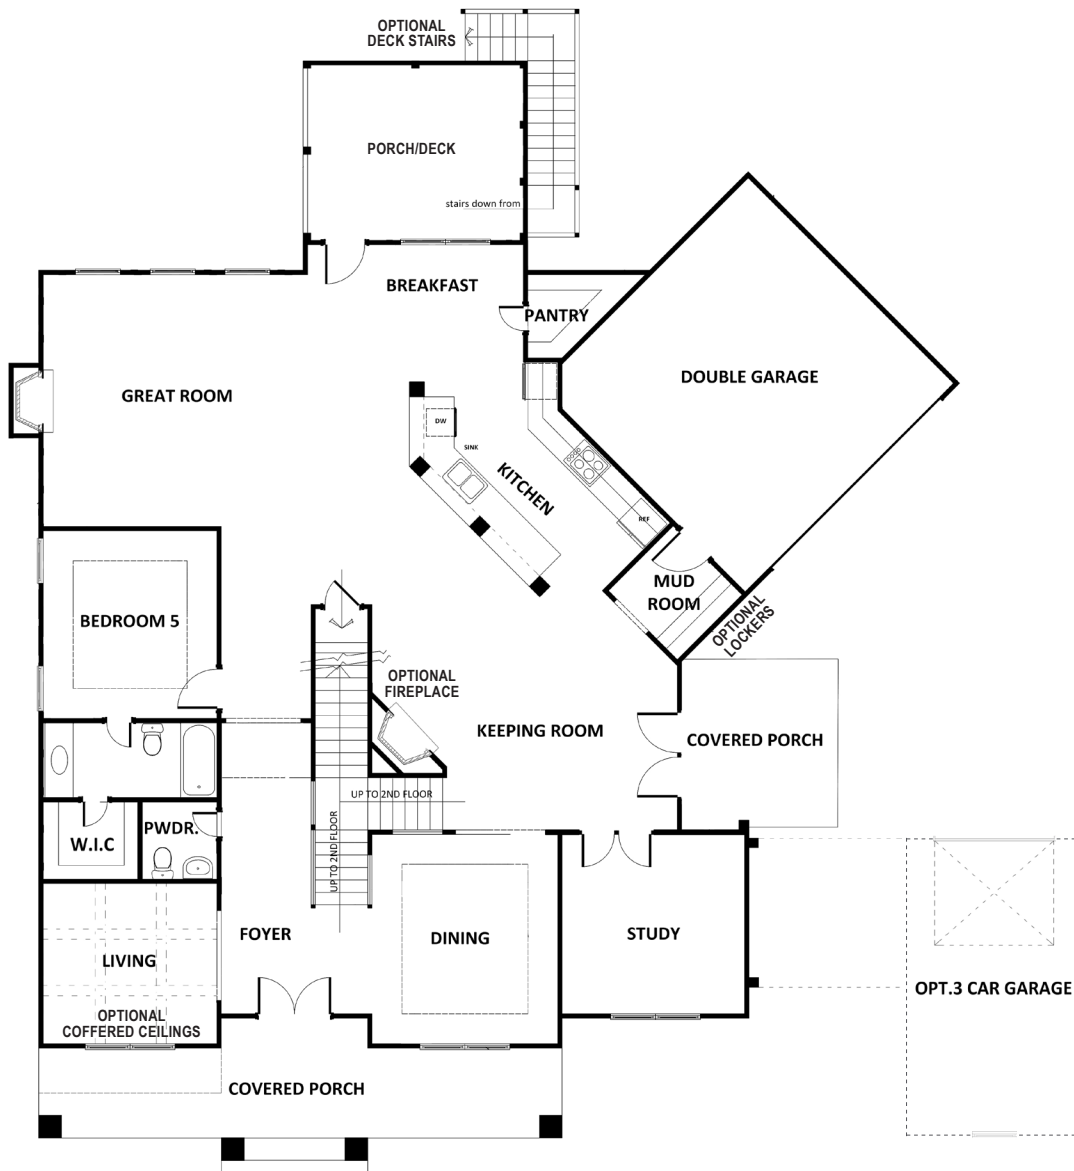 OPTIONAL
DECK STAIRS
PORCH/DECK
stairs down from
BREAKFAST
PANTRY
DOUBLE GARAGE
GREAT ROOM
DW
SINK
KITCHEN
REF
MUD
ROOM
OPTIONAL
LOCKERS
BEDROOM 5
OPTIONAL
FIREPLACE
KEEPING ROOM
COVERED PORCH
UP TO 2ND FLOOR
UP TO 2ND FLOOR
PWDR.
W.I.C
FOYER
DINING
STUDY
LIVING
OPT.3 CAR GARAGE
OPTIONAL
COFFERED CEILINGS
COVERED PORCH